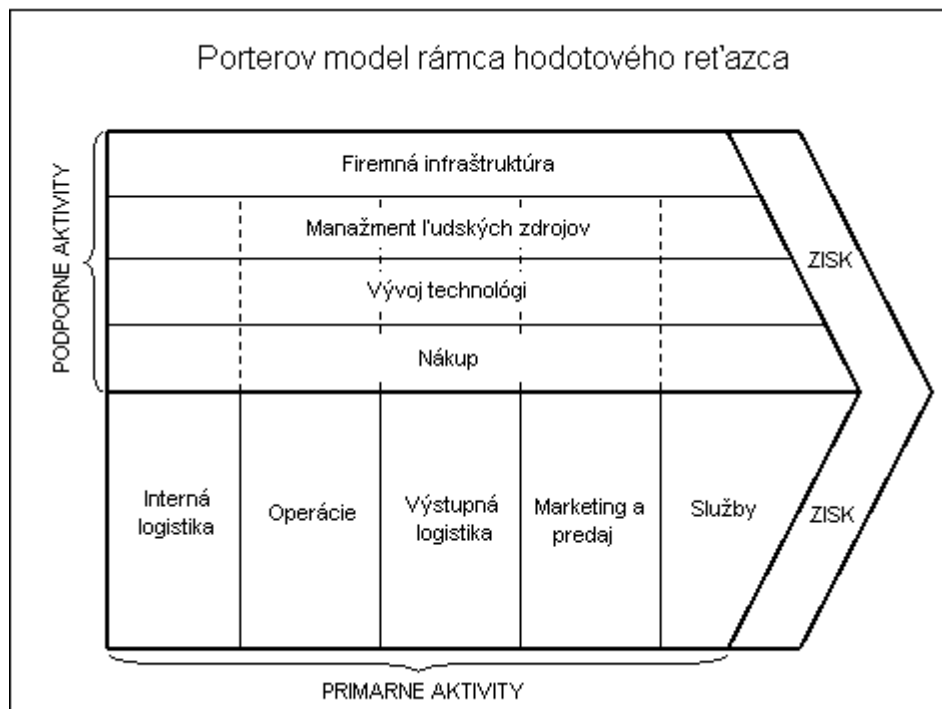 Porterov model rámca hodotového reťazca
PODPORNE AKTIVITY
Firemná infraštruktúra
Manažment ľudských zdrojov
Vývoj technológi
Nákup
ZISK
Interná
logistika
Operácie
Výstupná
logistika
Marketing a
predaj
Služby
ZISK
PRIMARNE AKTIVITY